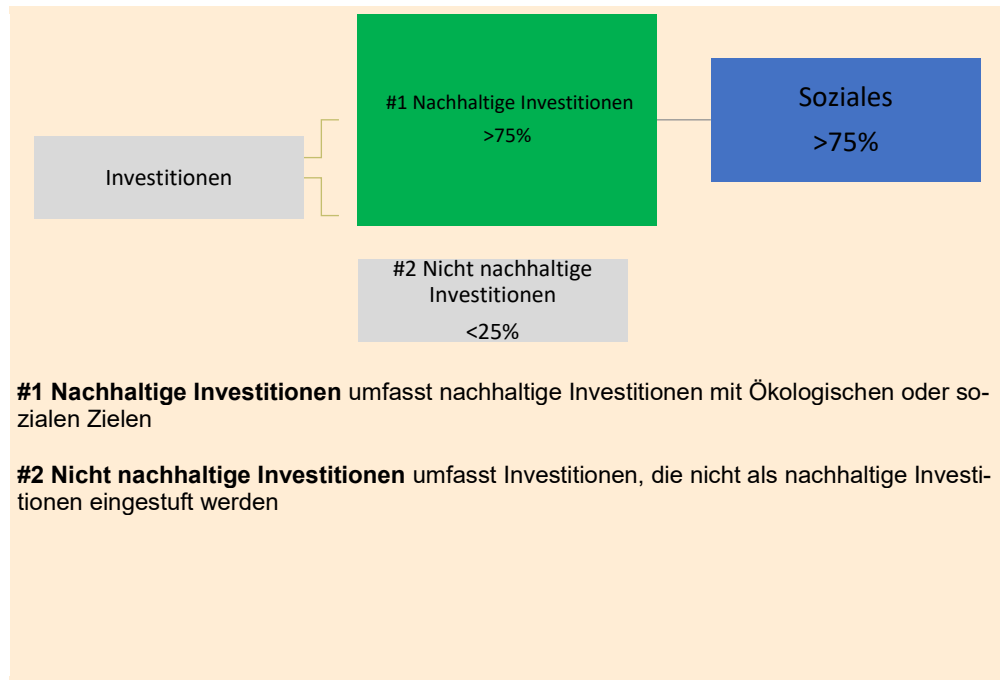 #1 Nachhaltige Investitionen
>75%
Soziales
>75%
Investitionen
#2 Nicht nachhaltige
Investitionen
<25%
#1 Nachhaltige Investitionen umfasst nachhaltige Investitionen mit Ökologischen oder so-
zialen Zielen
#2 Nicht nachhaltige Investitionen umfasst Investitionen, die nicht als nachhaltige Investi-
tionen eingestuft werden